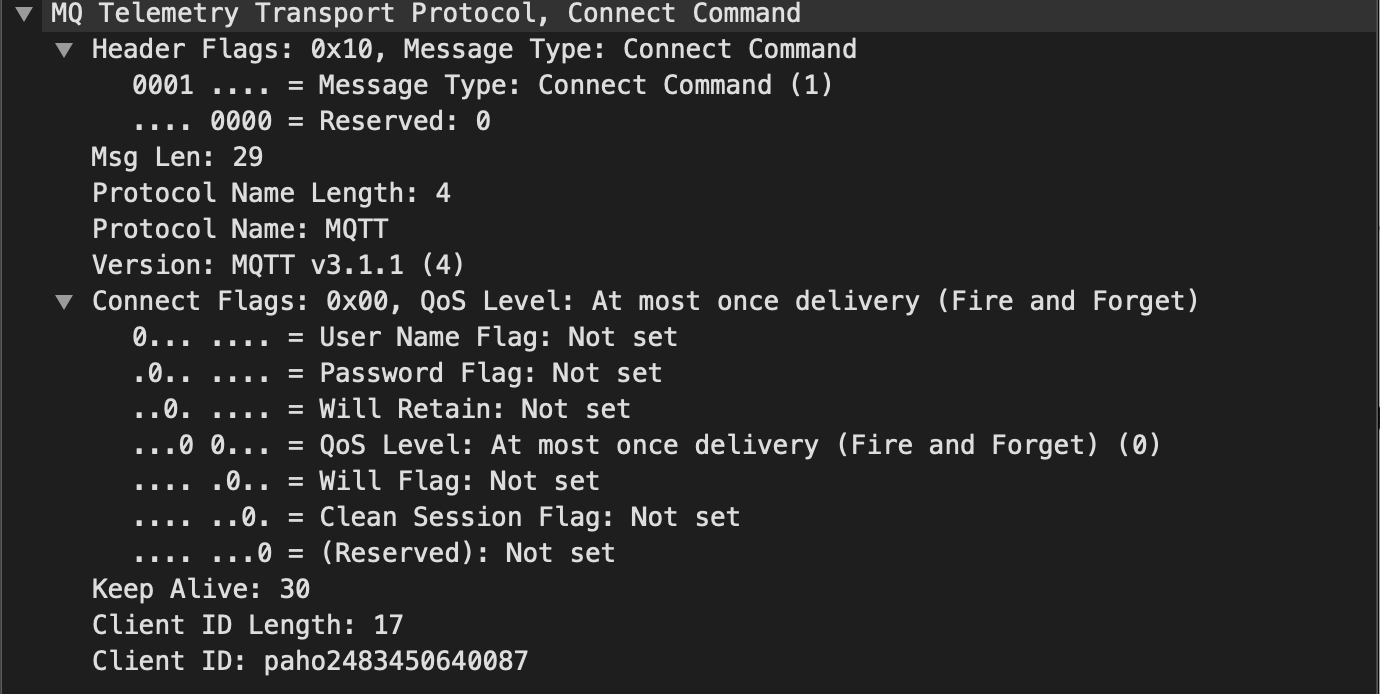 MQ Telemetry Transport Protocol, Connect Command
Header Flags: 0x10, Message Type: Connect Command
0001 .... = Message Type: Connect Command (1)
.... 0000 = Reserved: 0
Msg Len: 29
Protocol Name Length: 4
Protocol Name: MQTT
Version: MQTT v3.1.1 (4)
Connect Flags: 0x00, QoS Level: At most once delivery (Fire and Forget)
0... .... = User Name Flag: Not set
.0.. .... = Password Flag: Not set
..0. .... = Will Retain: Not set
...0 0... = QoS Level: At most once delivery (Fire and Forget) (0)
.... .0.. = Will Flag: Not set
.... ..0. = Clean Session Flag: Not set
.... ...0 = (Reserved): Not set
Keep Alive: 30
Client ID Length: 17
Client ID: paho2483450640087